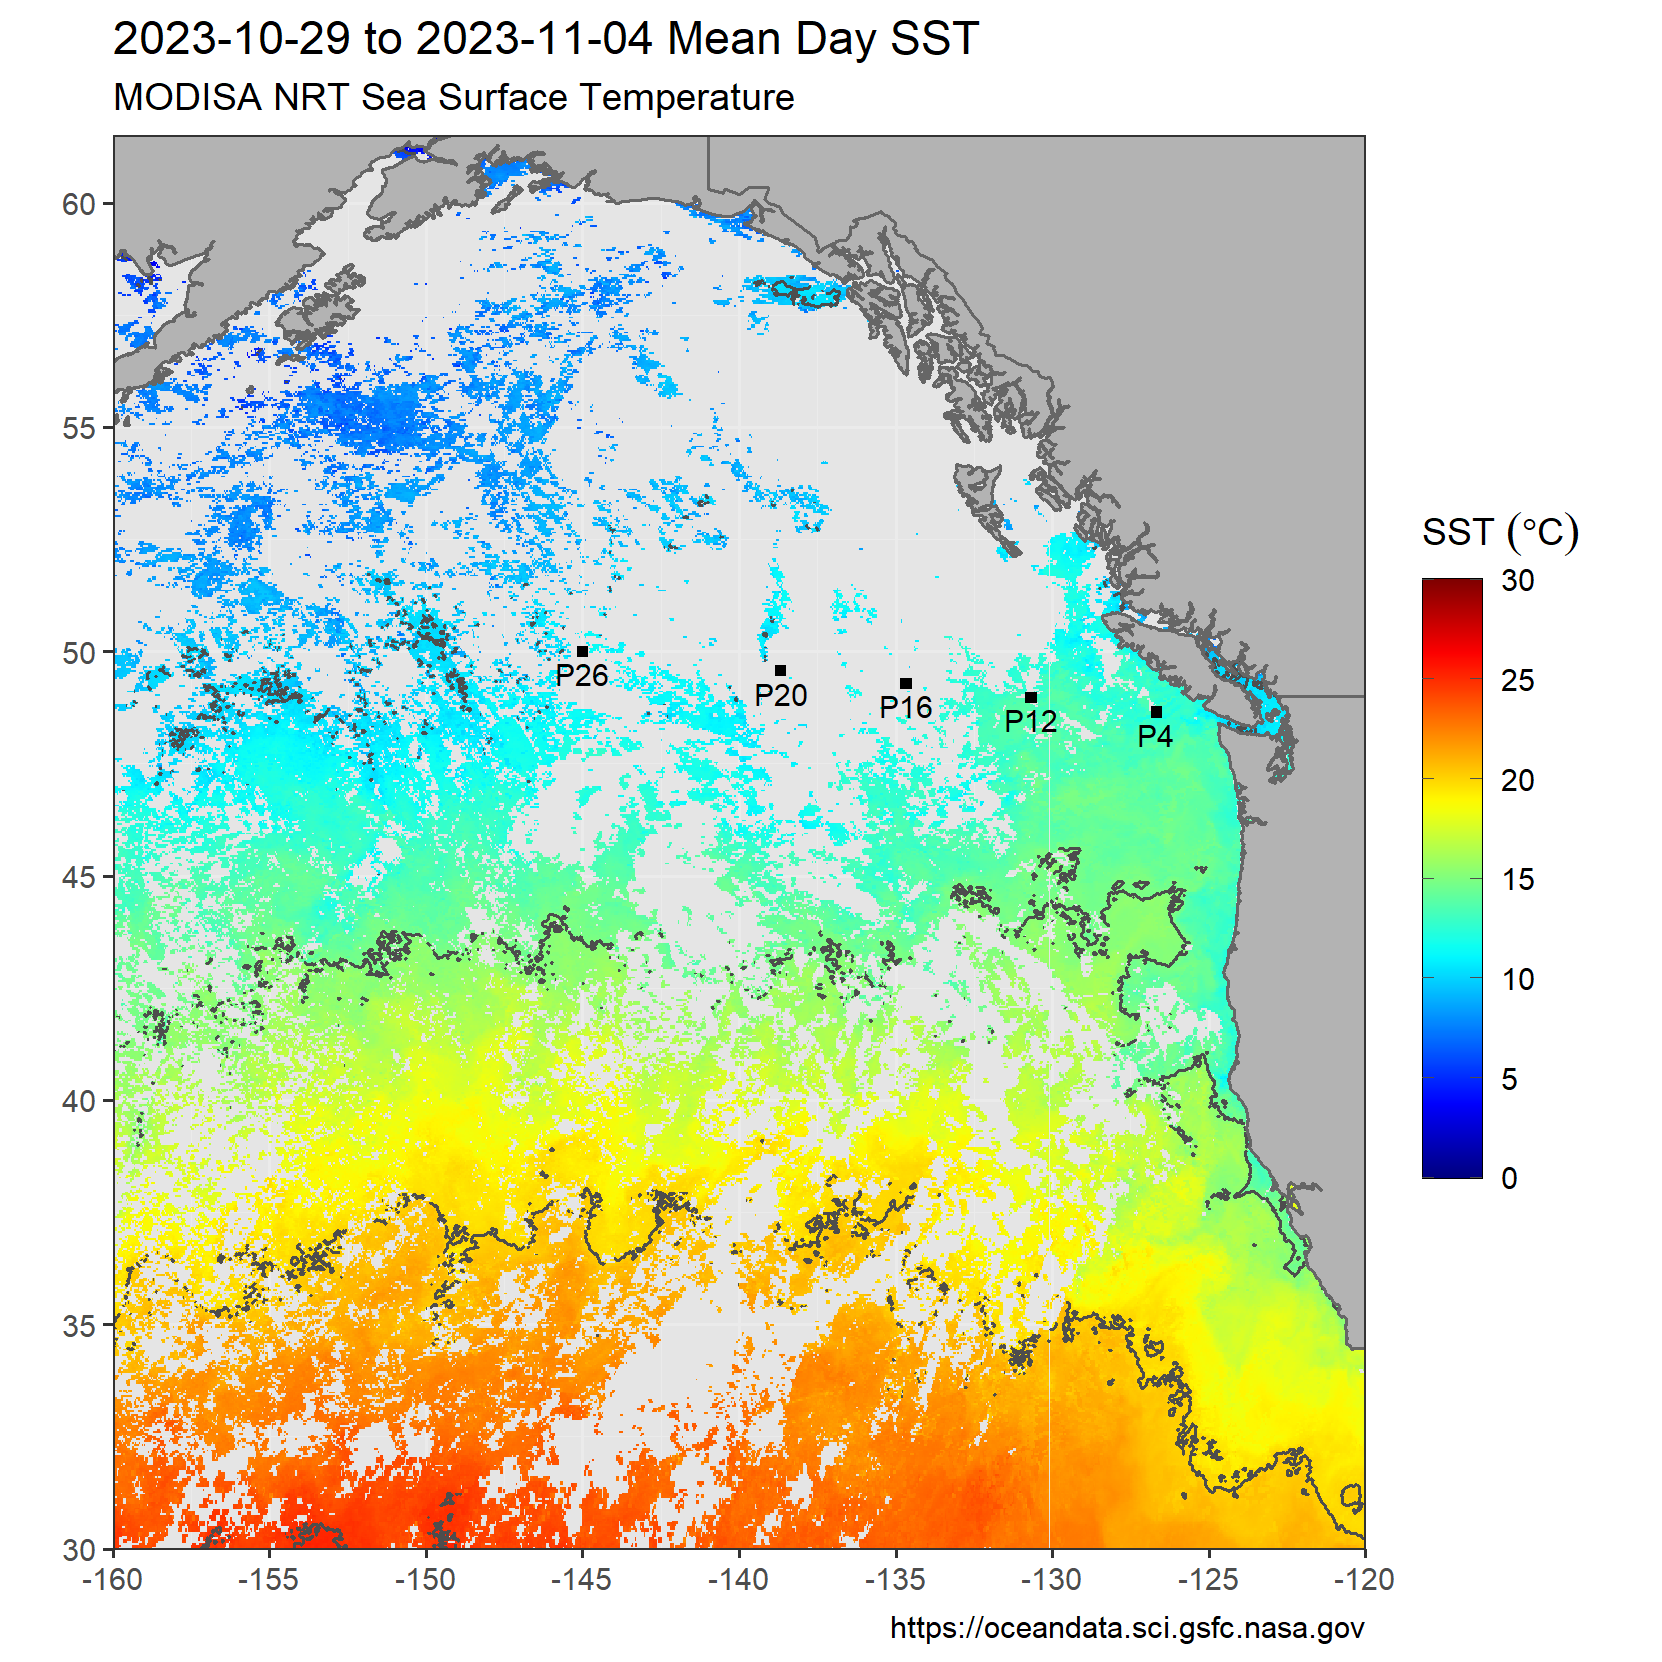 2023-10-29 to 2023-11-04 Mean Day SST
MODISA NRT Sea Surface Temperature
60
55
50
45
40
35
30
P26
P20
P16
P12
P4
-160
-155
-150
-145
-140
-135
-130
-125
-120
SST (°C)
30
25
20
15
10
5
0
https://oceandata.sci.gsfc.nasa.gov